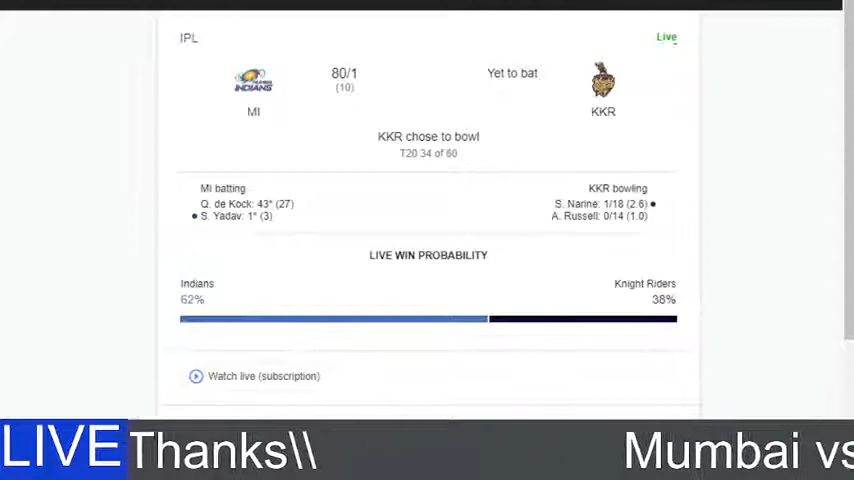 IPL
Live
MUMBAI
INDIANS
80/1
(10)
Yet to bat
MI
KKR
KKR chose to bowl
T20 34 of 60
MI batting
KKR bowling
Q. de Kock: 43* (27)
S. Narine: 1/18 (2.6)
S. Yadav: 1* (3)
A. Russell: 0/14 (1.0)
LIVE WIN PROBABILITY
Indians
Knight Riders
62%
38%
Watch live (subscription)
LIVE Thanks\\ Mumbai vs